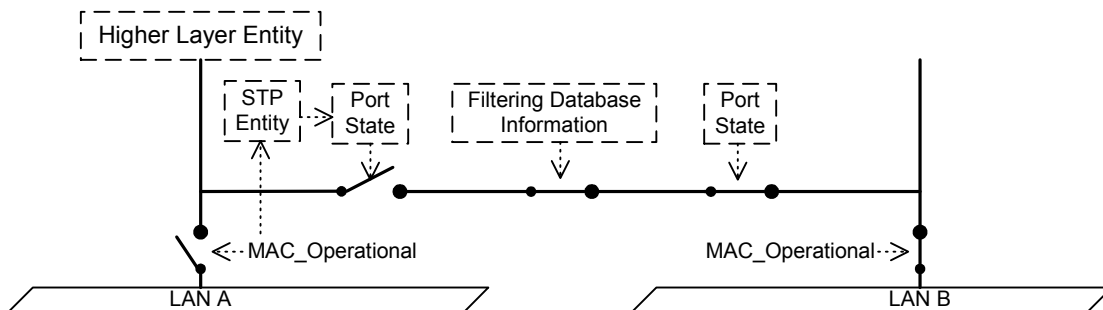 Higher Layer Entity
STP
Entity
Port
State
Filtering Database
Information
Port
State
MAC_Operational
MAC_Operational
LAN A
LAN B